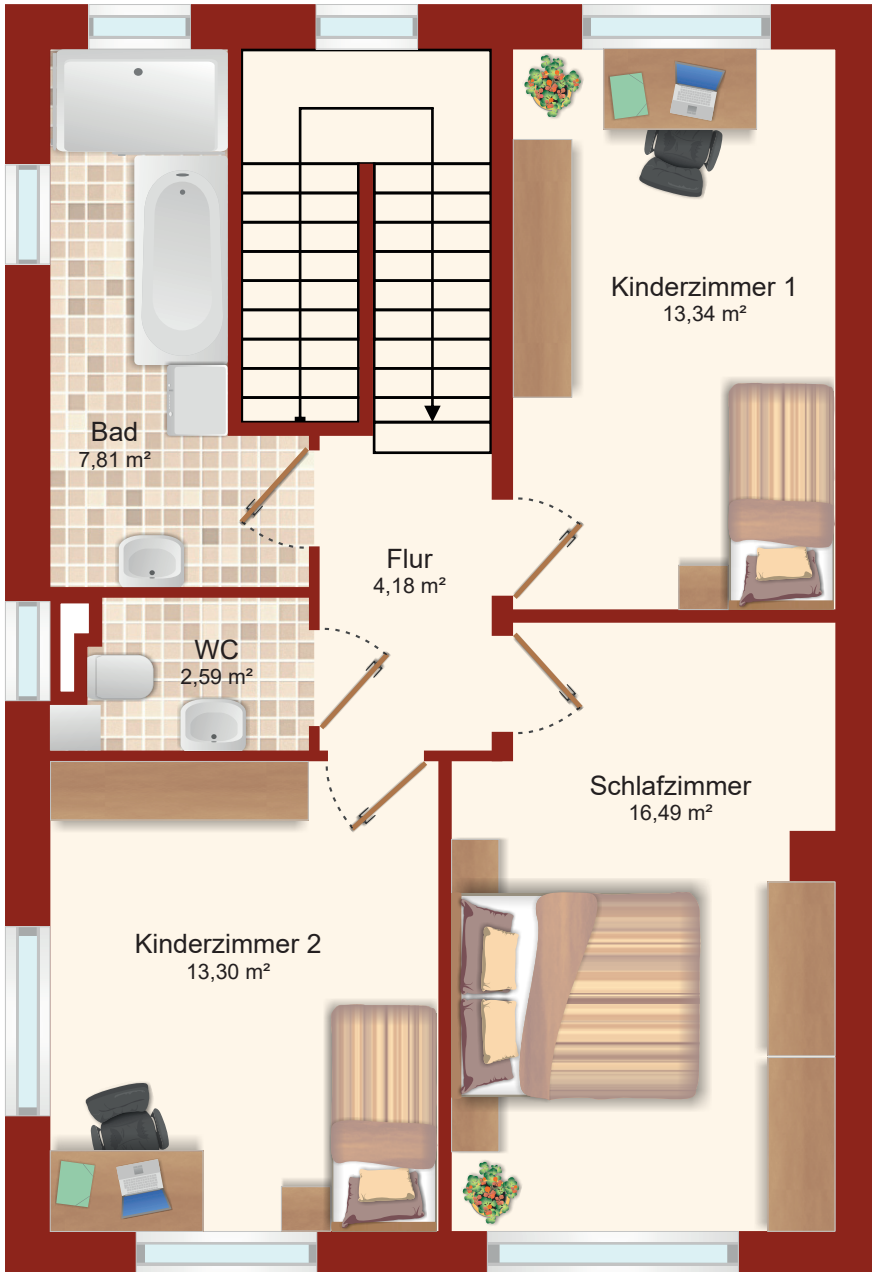 Kinderzimmer 1
13,34 m²
Bad
7,81 m²
Flur
4,18 m²
WC
2,59 m²
Schlafzimmer
16,49 m²
Kinderzimmer 2
13,30 m²